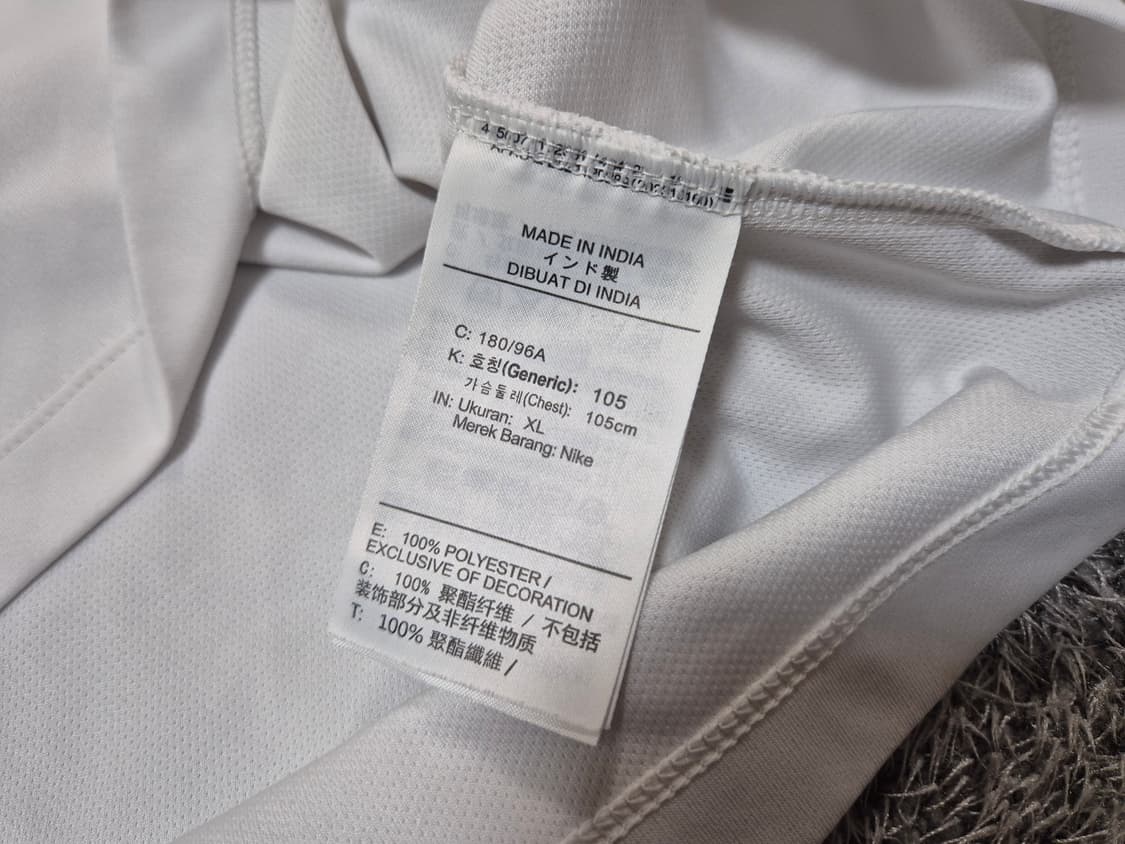 MADE IN INDIA
インド製
DIBUAT DI INDIA
C: 180/96A
K: 호칭(Generic): 105
가슴둘레(Chest): 105cm
IN: Ukuran: XL
Merek Barang: Nike
E: 100% POLYESTER /
EXCLUSIVE OF DECORATION
C: 100% 聚酯纤维 / 不包括
装饰部分及非纤维物质
T: 100% 聚酯纖維 /